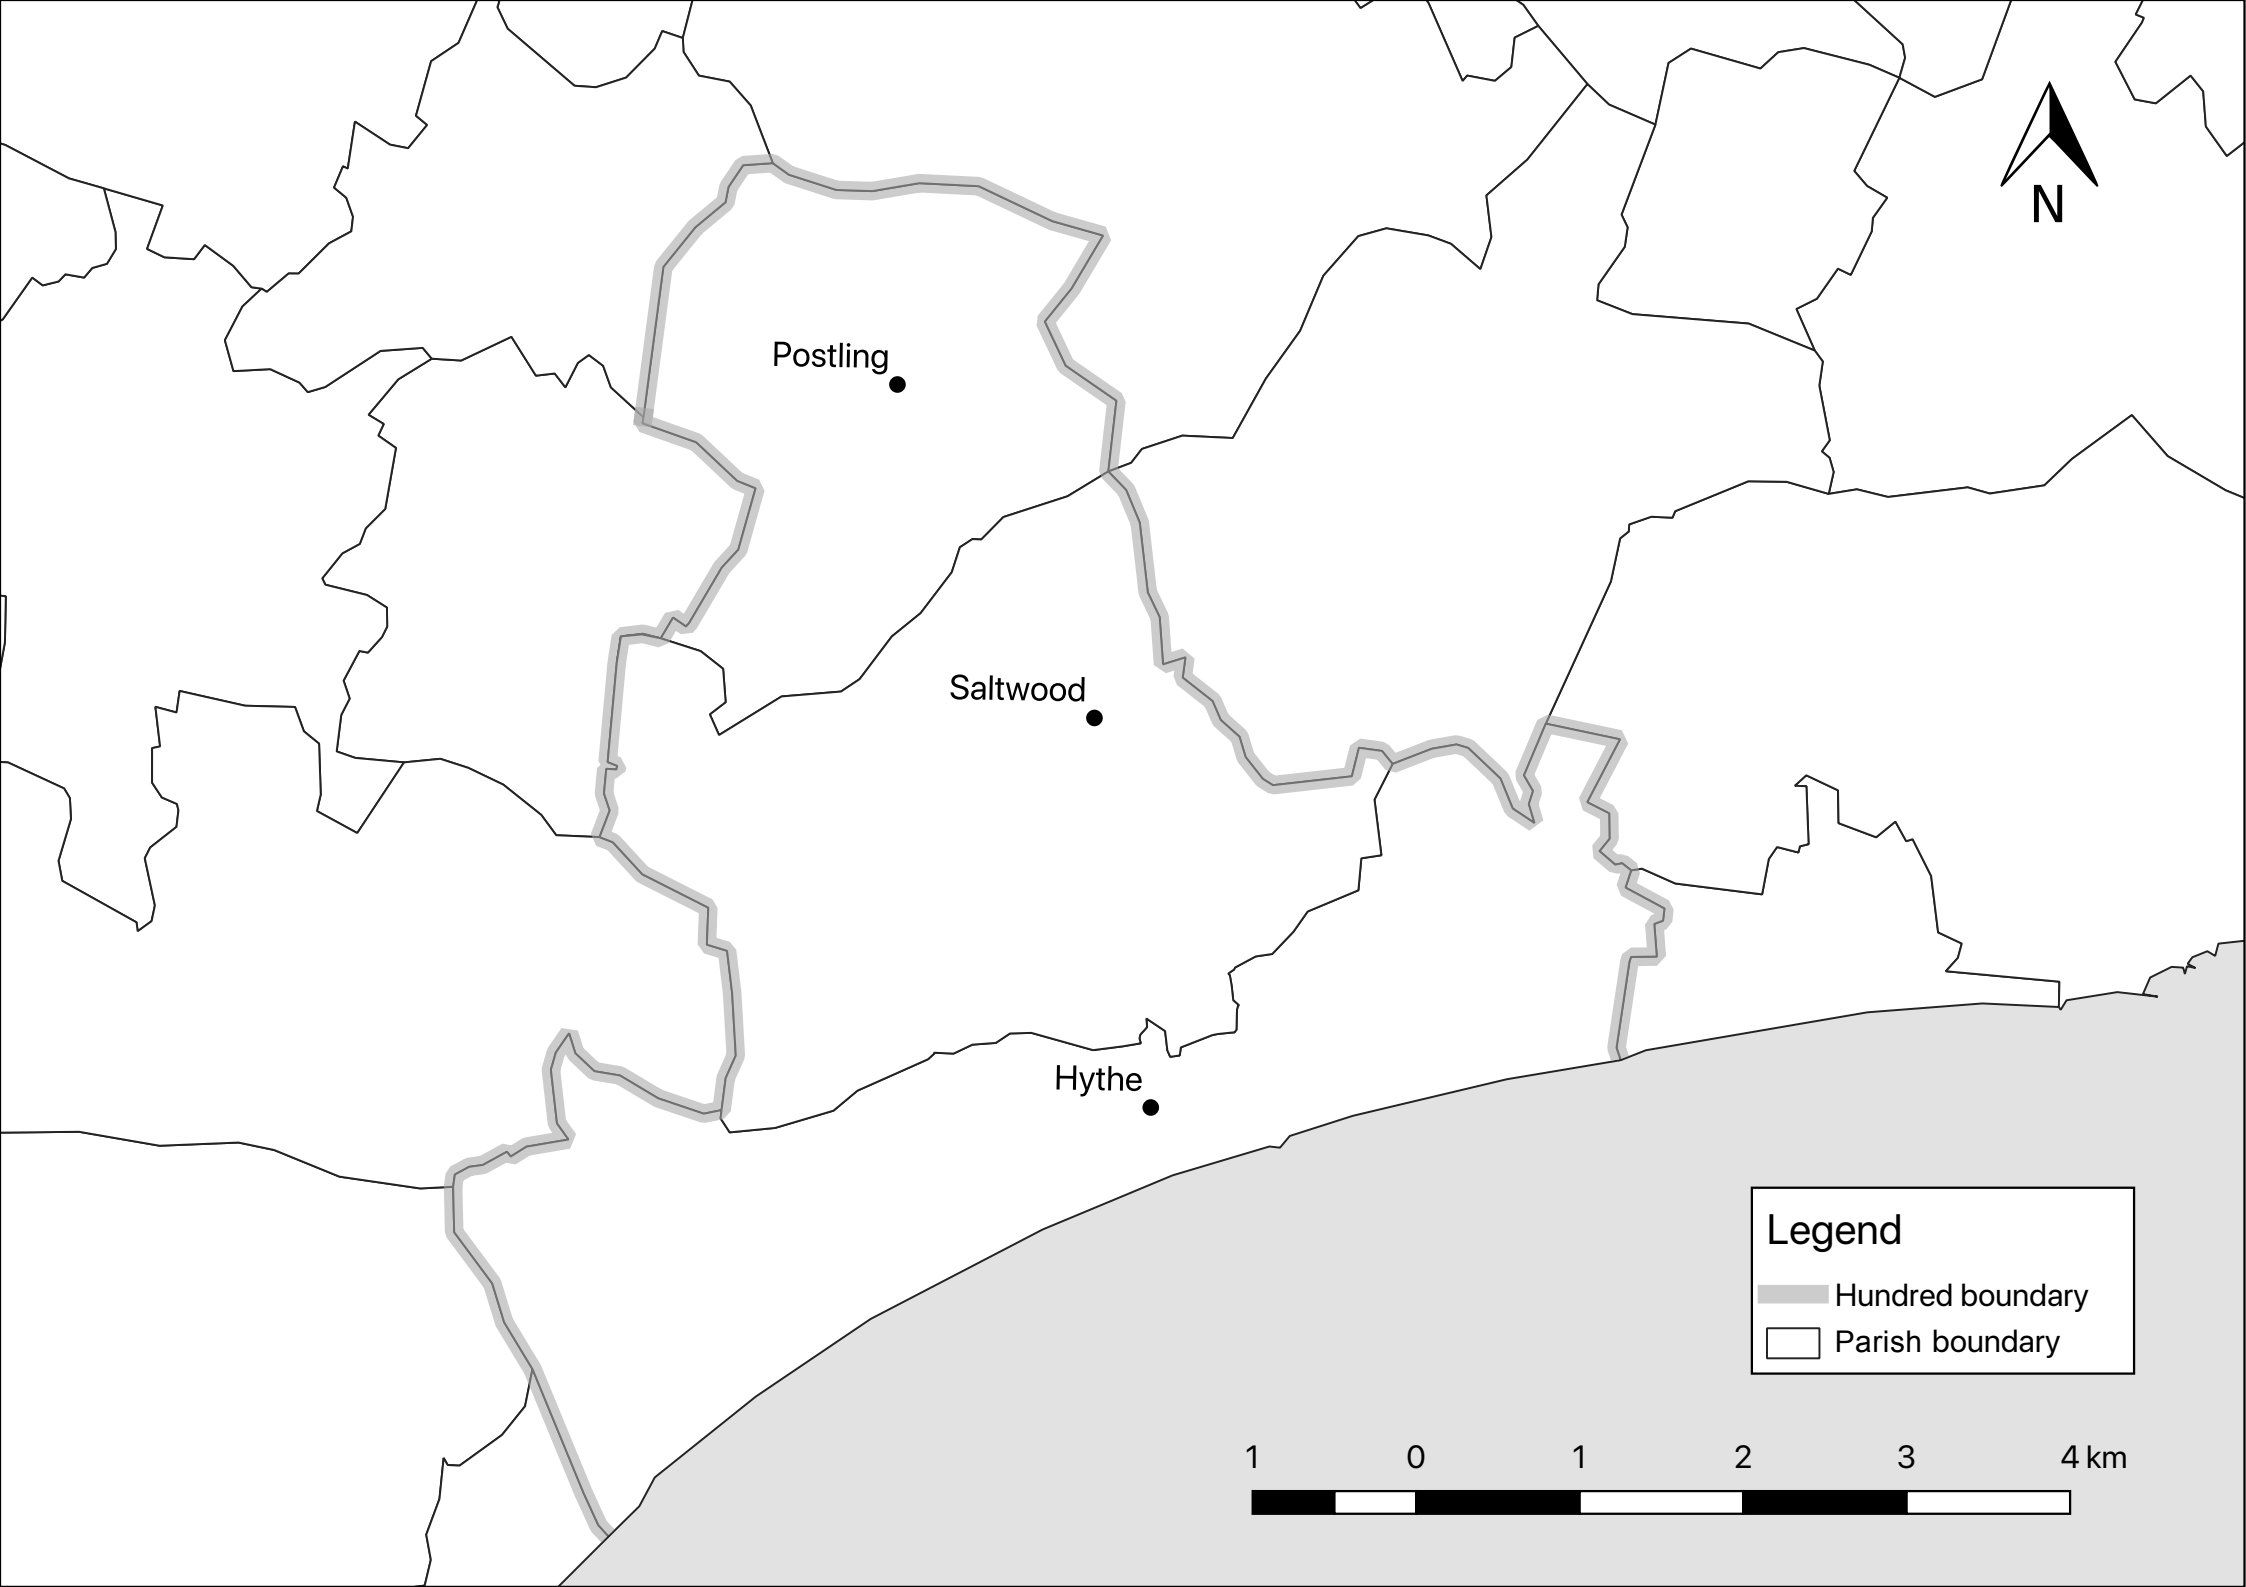 N
Postling
Saltwood
Hythe
Legend
Hundred boundary
Parish boundary
1 0 1 2 3 4 km